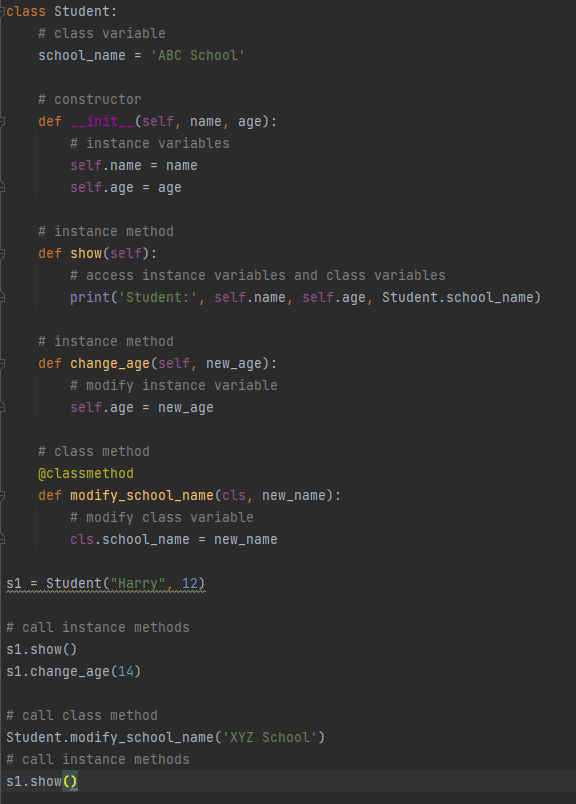 class Student:
    # class variable
    school_name = 'ABC School'

    # constructor
    def __init__(self, name, age):
        # instance variables
        self.name = name
        self.age = age

    # instance method
    def show(self):
        # access instance variables and class variables
        print('Student:', self.name, self.age, Student.school_name)

    # instance method
    def change_age(self, new_age):
        # modify instance variable
        self.age = new_age

    # class method
    @classmethod
    def modify_school_name(cls, new_name):
        # modify class variable
        cls.school_name = new_name

s1 = Student("Harry", 12)

# call instance methods
s1.show()
s1.change_age(14)

# call class method
Student.modify_school_name('XYZ School')
# call instance methods
s1.show()